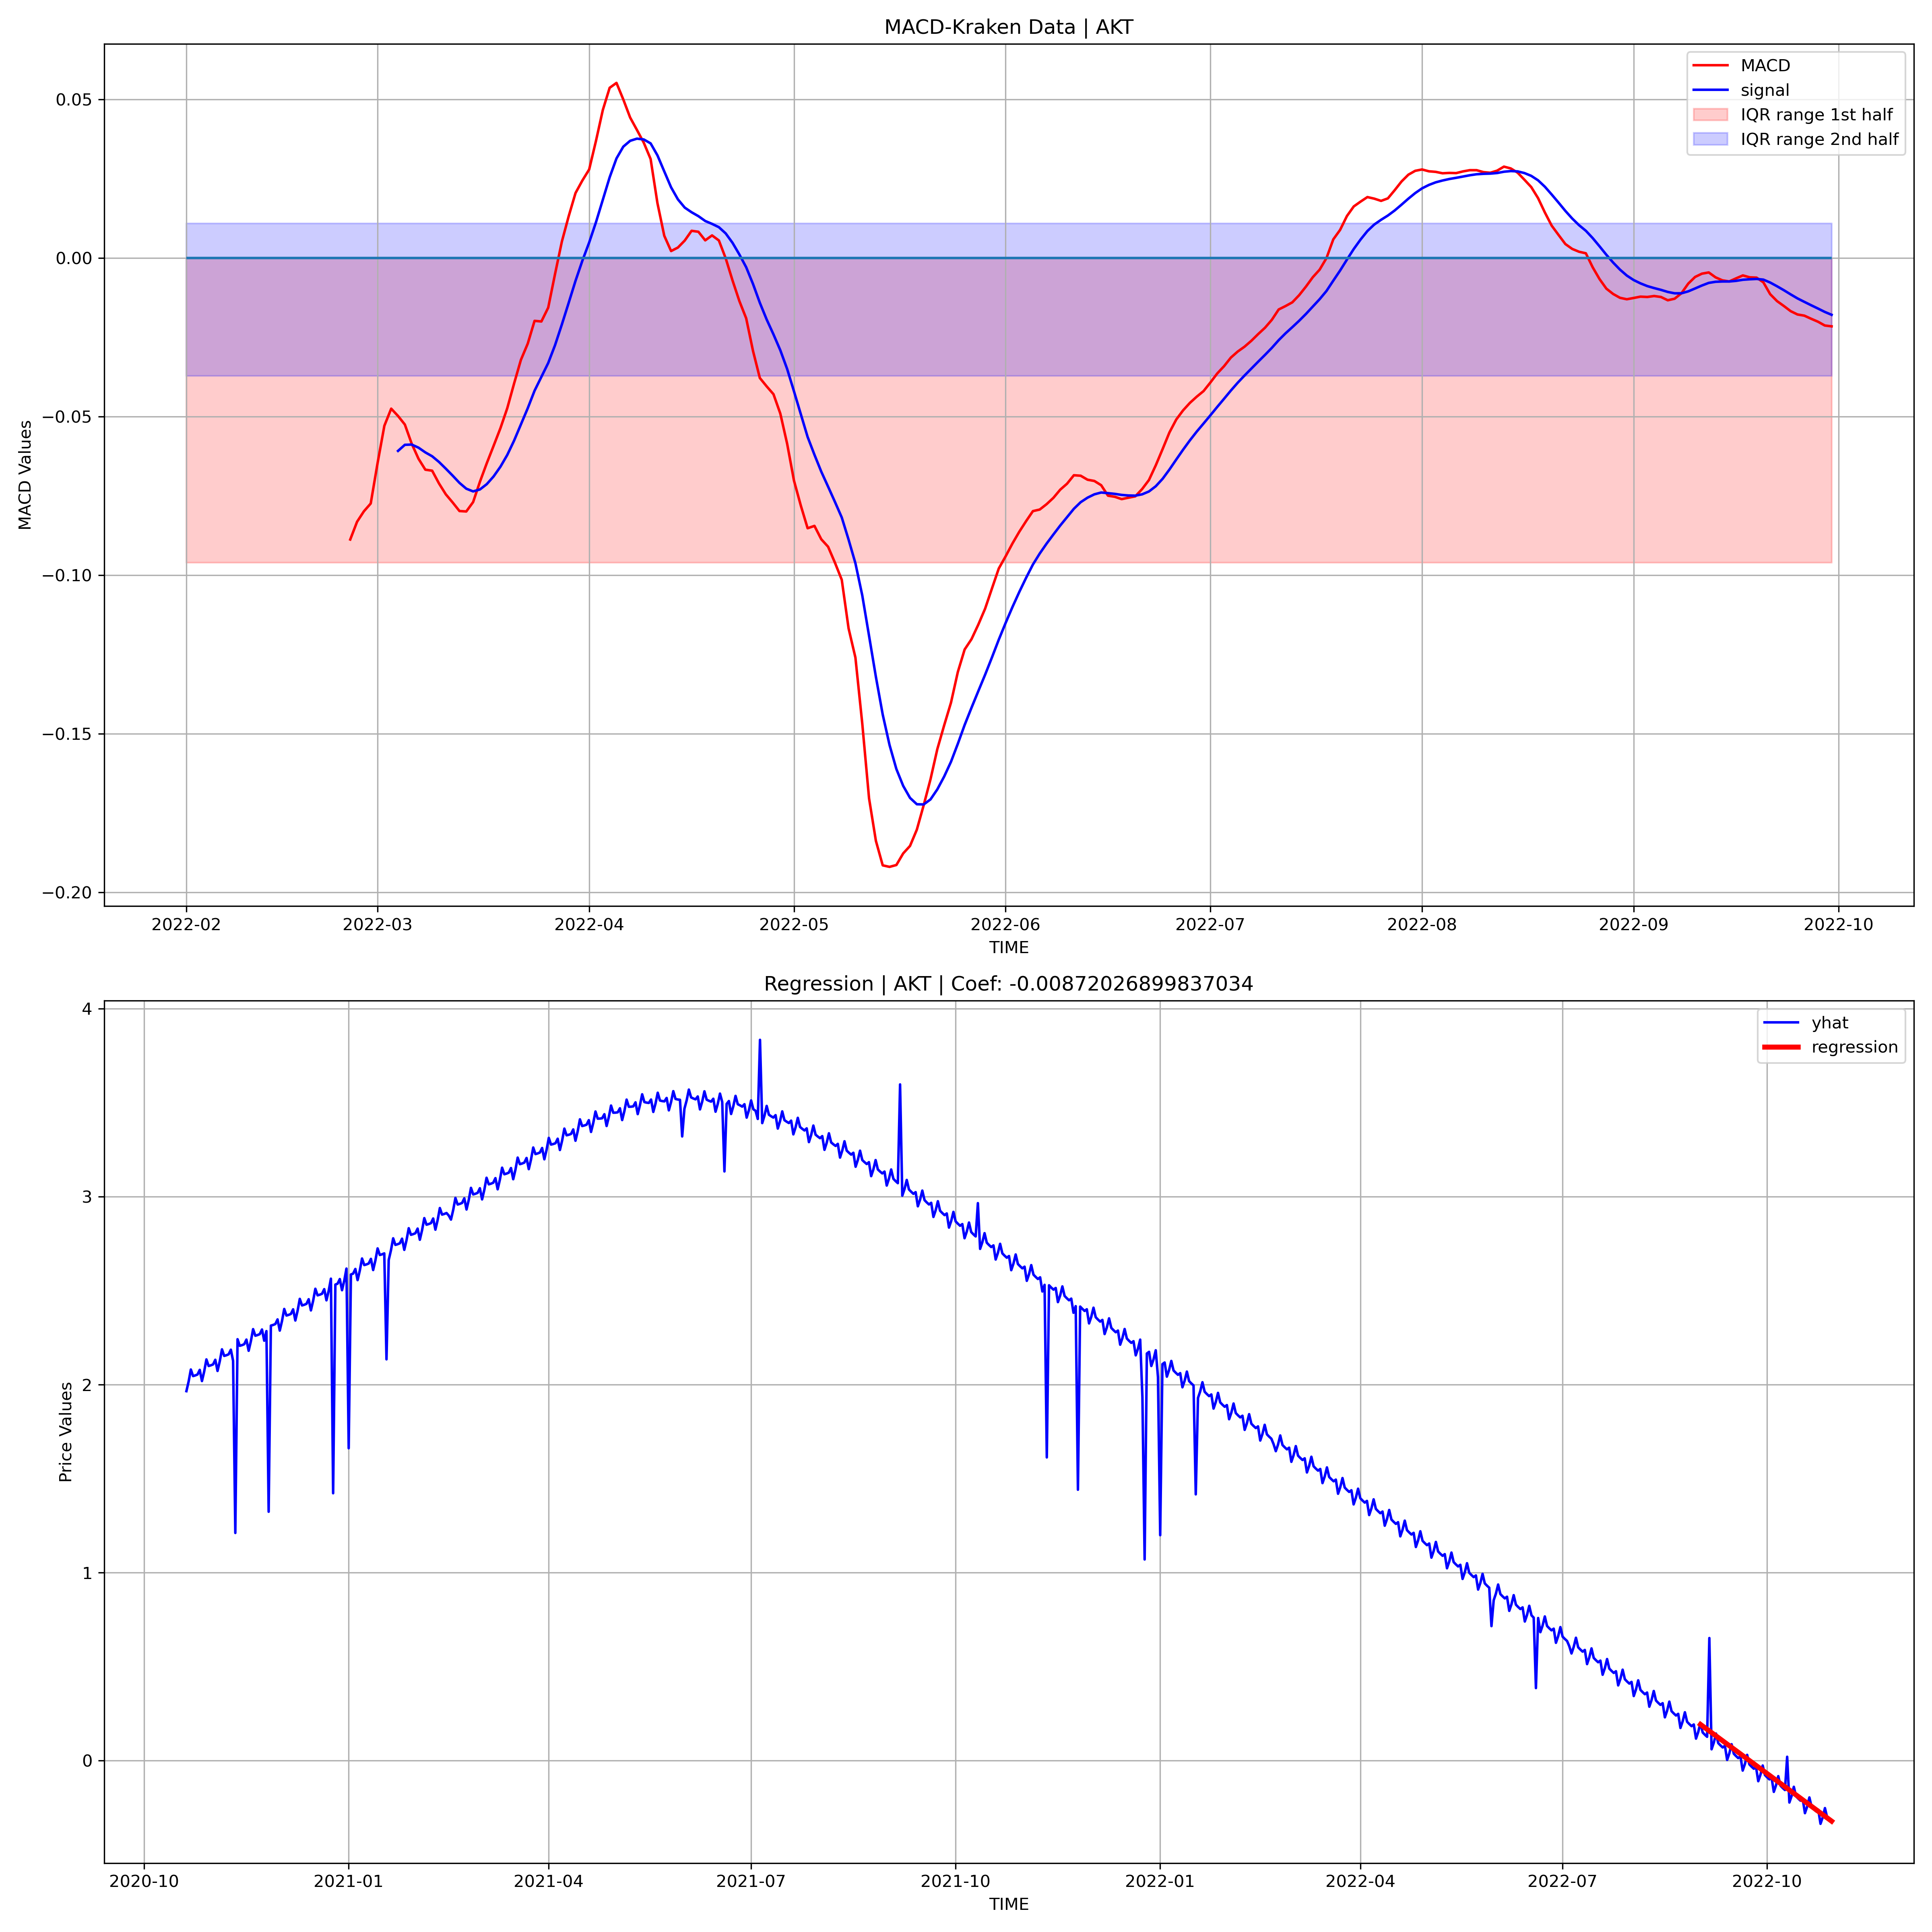 MACD-Kraken Data | AKT
MACD
signal
IQR range 1st half
IQR range 2nd half
0.05
0.00
−0.05
−0.10
−0.15
−0.20
MACD Values
2022-02 2022-03 2022-04 2022-05 2022-06 2022-07 2022-08 2022-09 2022-10
TIME
Regression | AKT | Coef: -0.00872026899837034
yhat
regression
4
3
2
1
0
Price Values
2020-10 2021-01 2021-04 2021-07 2021-10 2022-01 2022-04 2022-07 2022-10
TIME